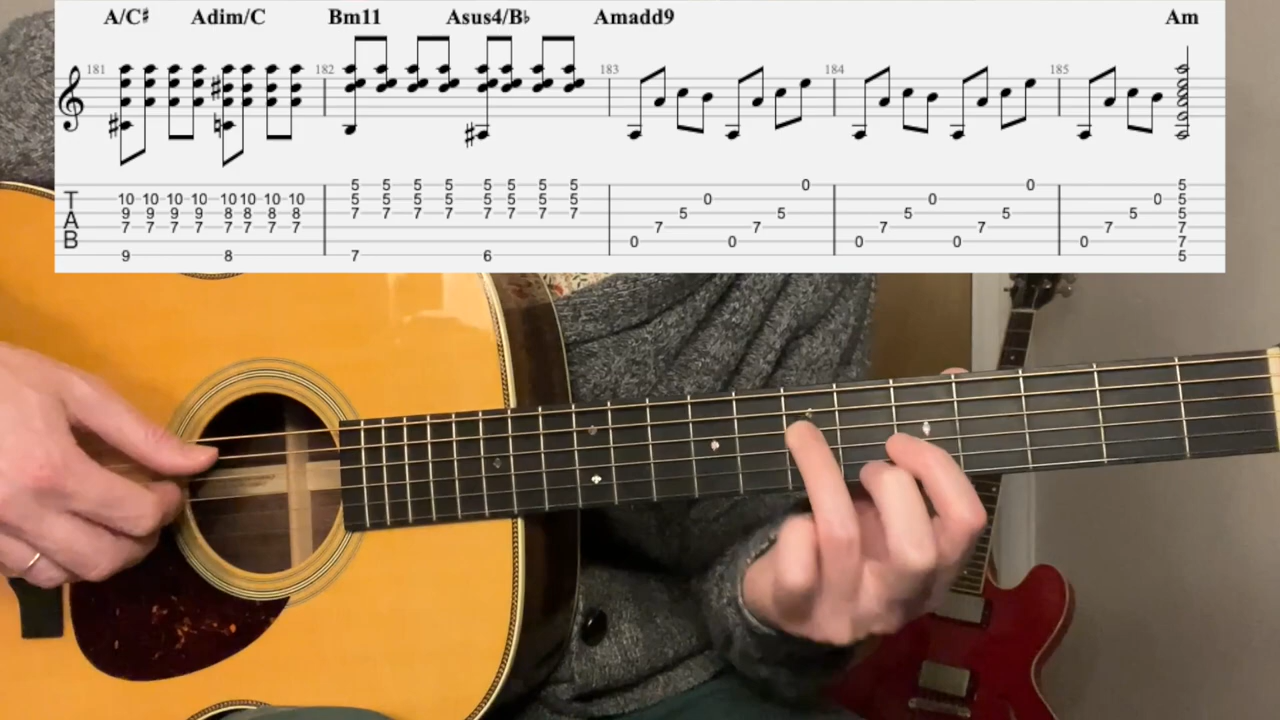 A/C♯ Adim/C Bm11 Asus4/B♭ Amadd9 Am
181 182 183 184 185
5 5 5 5 5 5 5 5 0 0 5
T 10 10 10 10 10 10 10 10 5 5 5 5 5 5 5 5 0 0 0 5
9 9 9 9 8 8 8 8 7 7 7 7 7 7 7 7 5 5 5 5 5 5
A 7 7 7 7 7 7 7 7 7 7 7 7 7 7
B 0 0 0 0 0 7
9 8 7 6 5